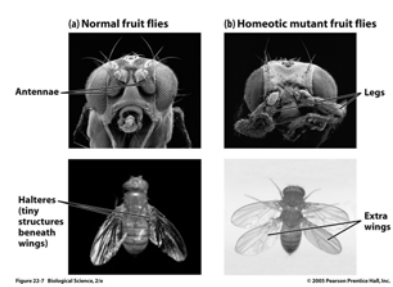 (a) Normal fruit flies
(b) Homeotic mutant fruit flies
Antennae
Legs
Halteres
(tiny
structures
beneath
wings)
Extra
wings
Figure 22-7 Biological Science, 2/e
© 2005 Pearson Prentice Hall, Inc.